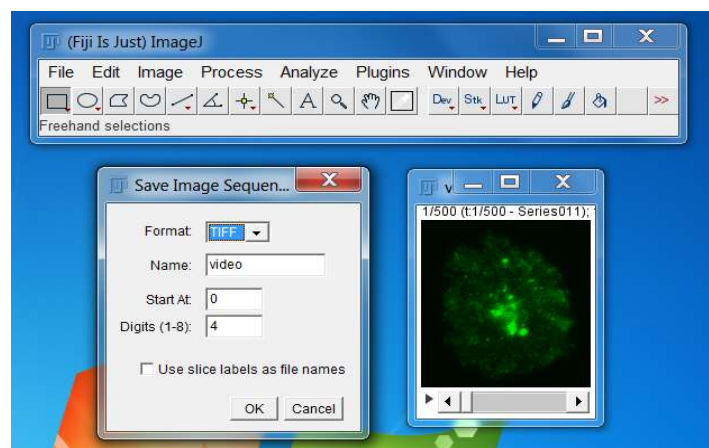 (Fiji Is Just) ImageJ
File Edit Image Process Analyze Plugins Window Help
A Dev Stk LUT >>
Freehand selections
Save Image Sequen...
Format: TIFF
Name: video
Start At: 0
Digits (1-8): 4
Use slice labels as file names
OK Cancel
v
1/500 (t:1/500 - Series011);